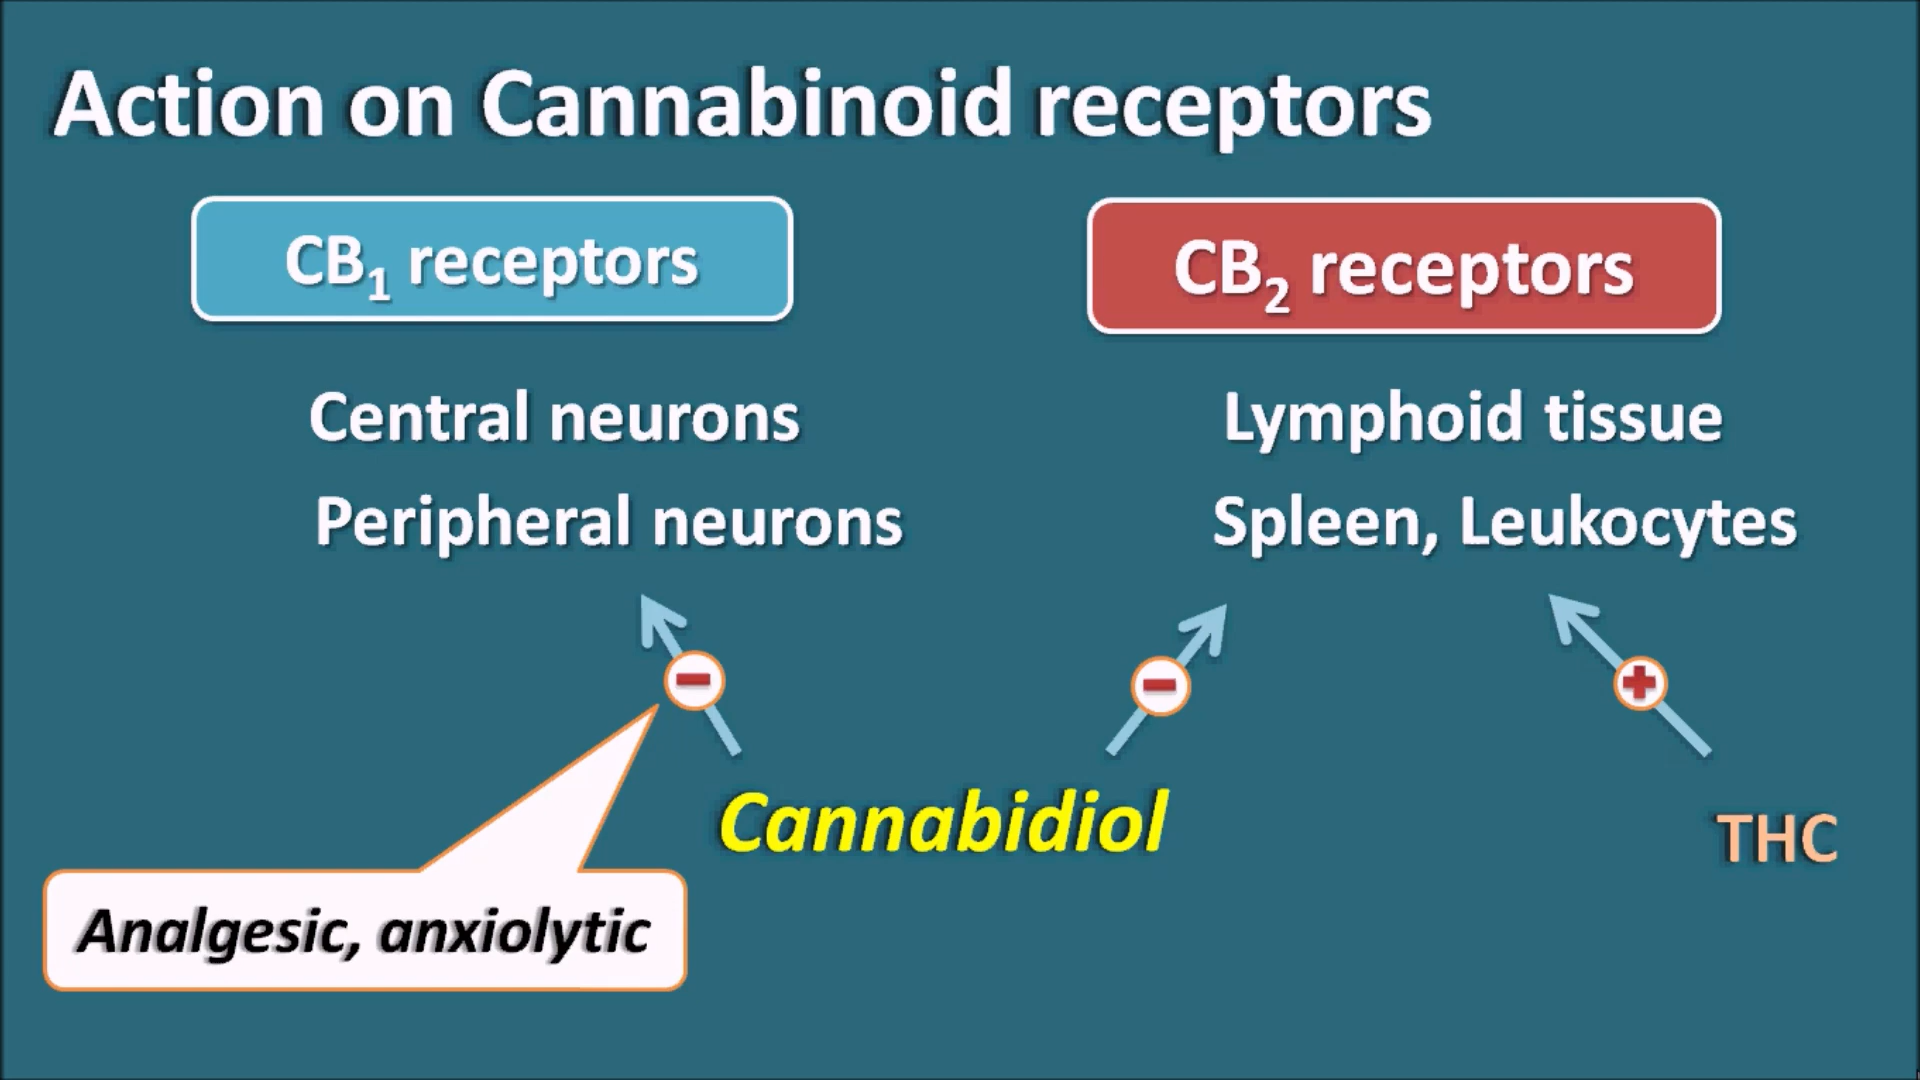 Action on Cannabinoid receptors
CB₁ receptors
CB₂ receptors
Central neurons
Peripheral neurons
Lymphoid tissue
Spleen, Leukocytes
Cannabidiol
THC
Analgesic, anxiolytic